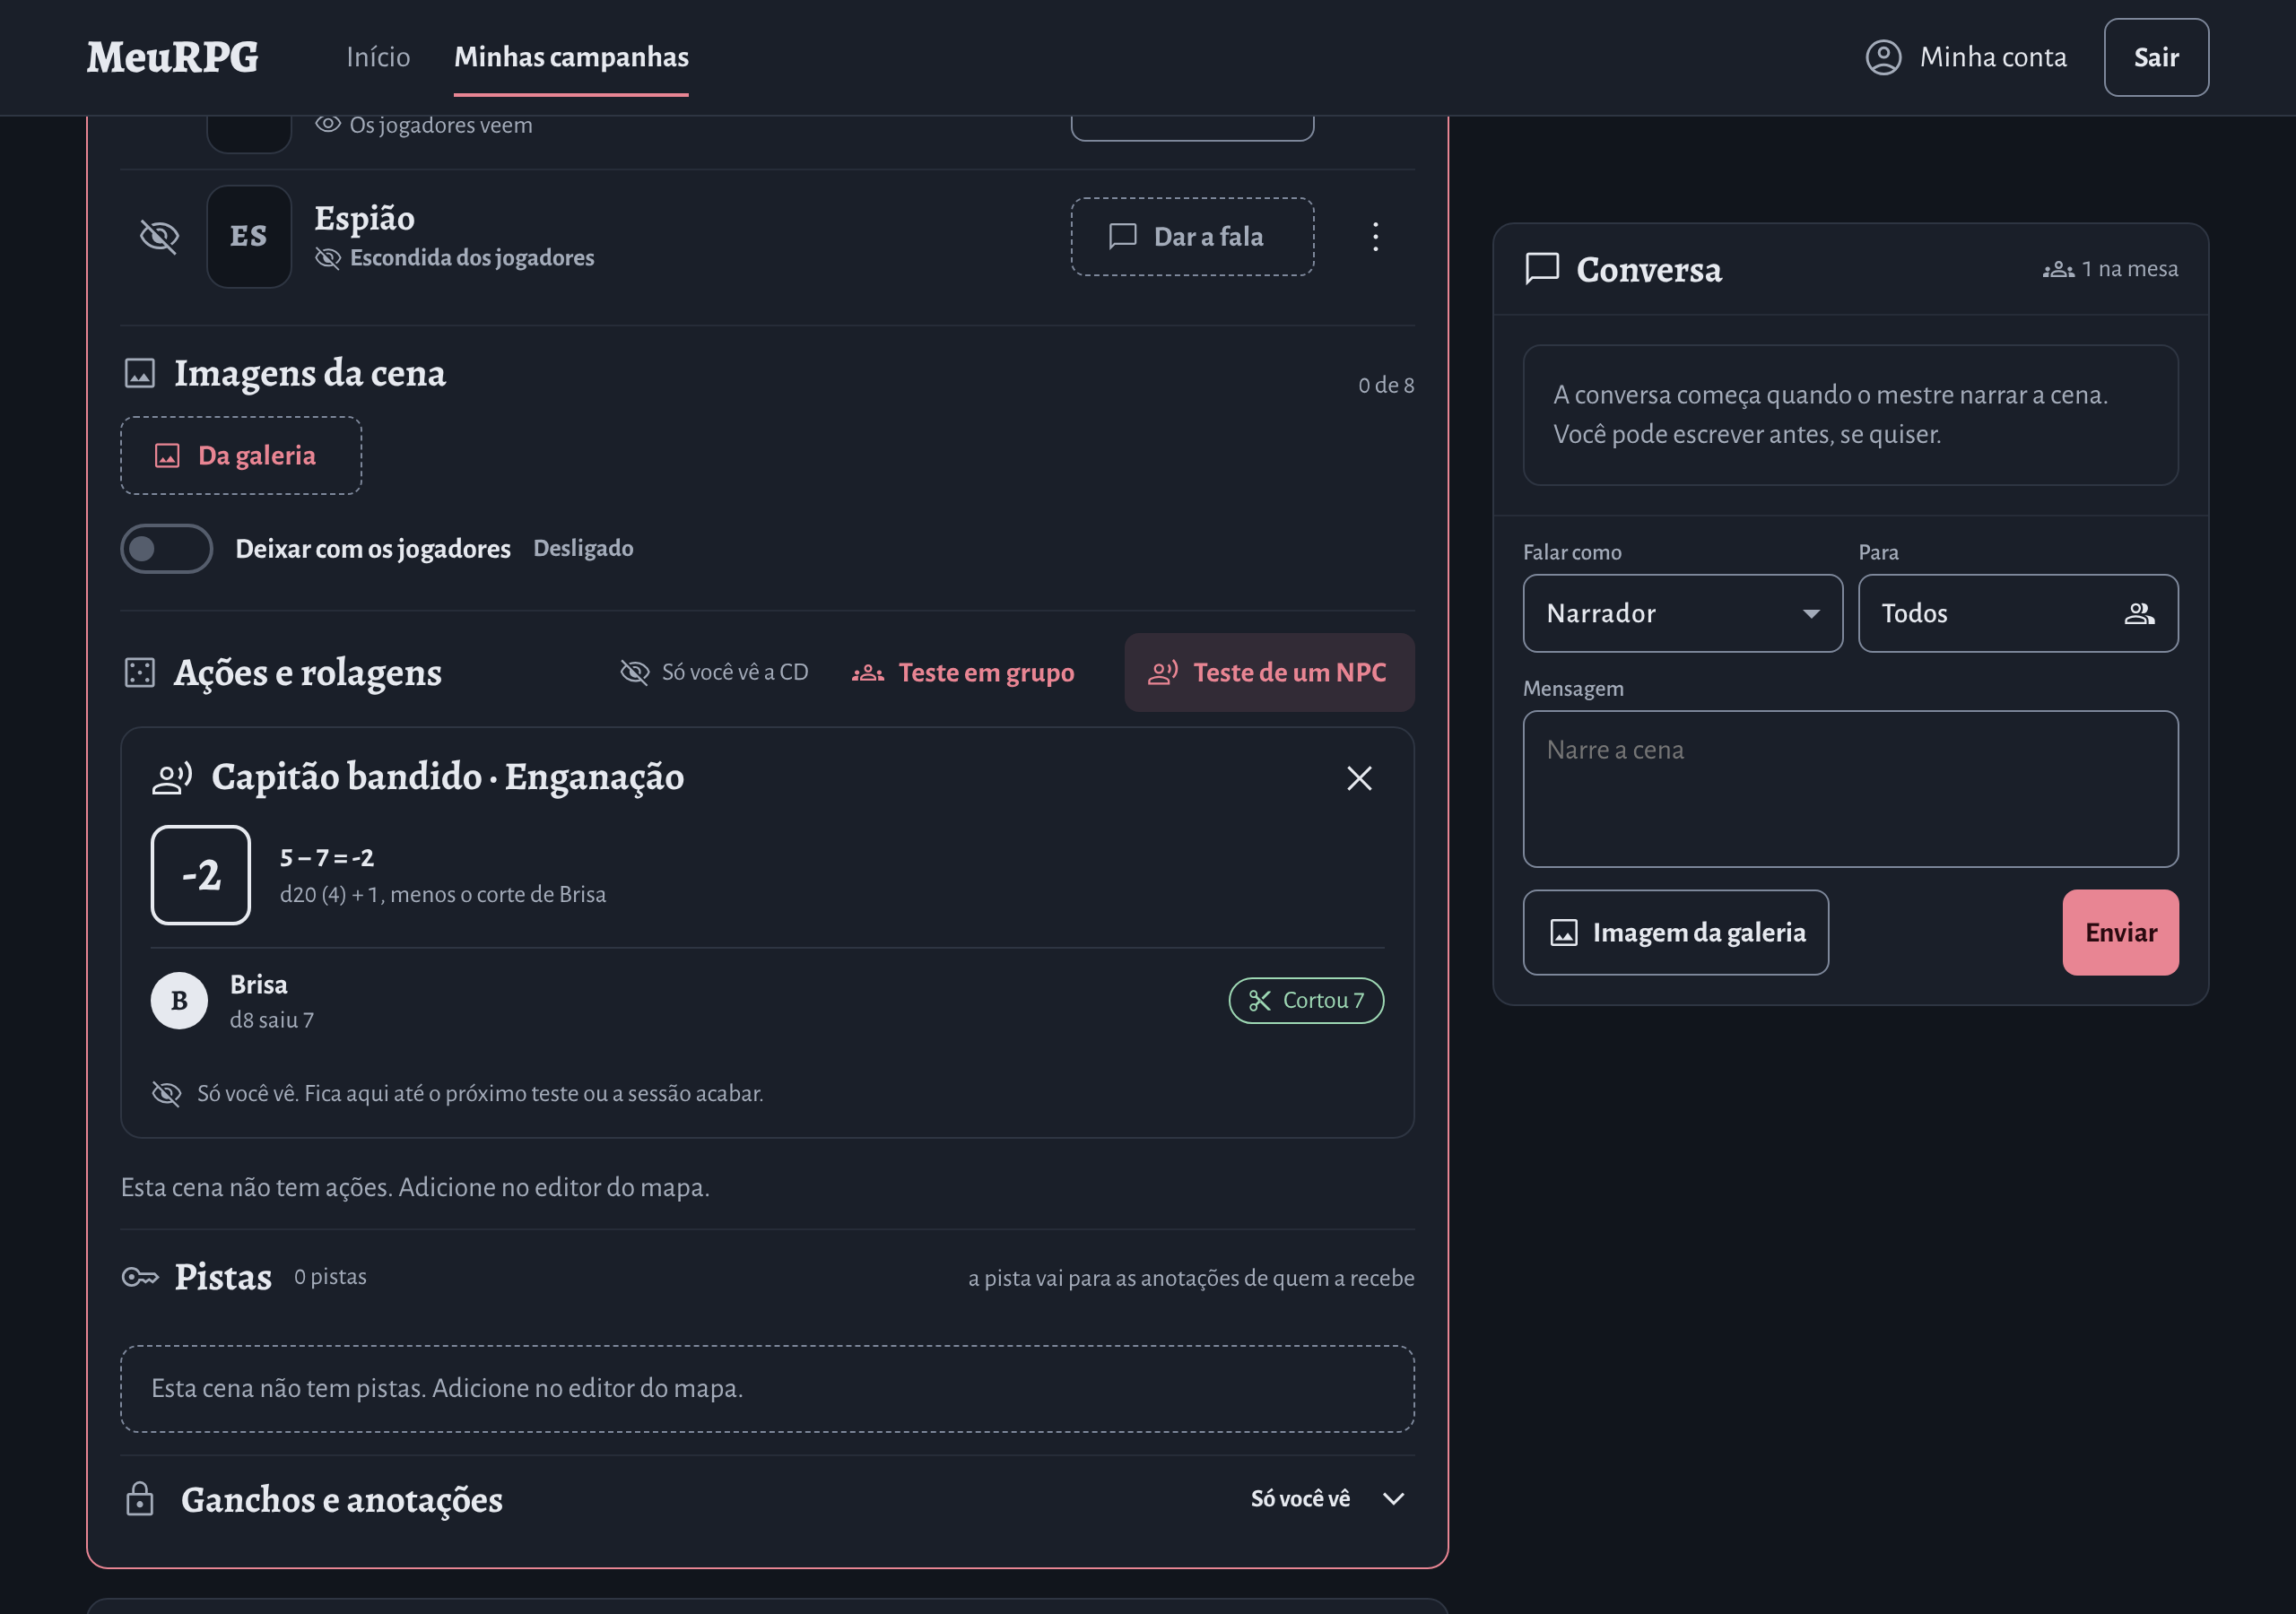 MeuRPG
Início
Minhas campanhas
Minha conta
Sair
Os jogadores veem
ES
Espião
Escondida dos jogadores
Dar a fala
Imagens da cena
0 de 8
Da galeria
Deixar com os jogadores
Desligado
Ações e rolagens
Só você vê a CD
Teste em grupo
Teste de um NPC
Capitão bandido · Enganação
-2
5 – 7 = -2
d20 (4) + 1, menos o corte de Brisa
B
Brisa
d8 saiu 7
Cortou 7
Só você vê. Fica aqui até o próximo teste ou a sessão acabar.
Esta cena não tem ações. Adicione no editor do mapa.
Pistas
0 pistas
a pista vai para as anotações de quem a recebe
Esta cena não tem pistas. Adicione no editor do mapa.
Ganchos e anotações
Só você vê
Conversa
1 na mesa
A conversa começa quando o mestre narrar a cena.
Você pode escrever antes, se quiser.
Falar como
Para
Narrador
Todos
Mensagem
Narre a cena
Imagem da galeria
Enviar